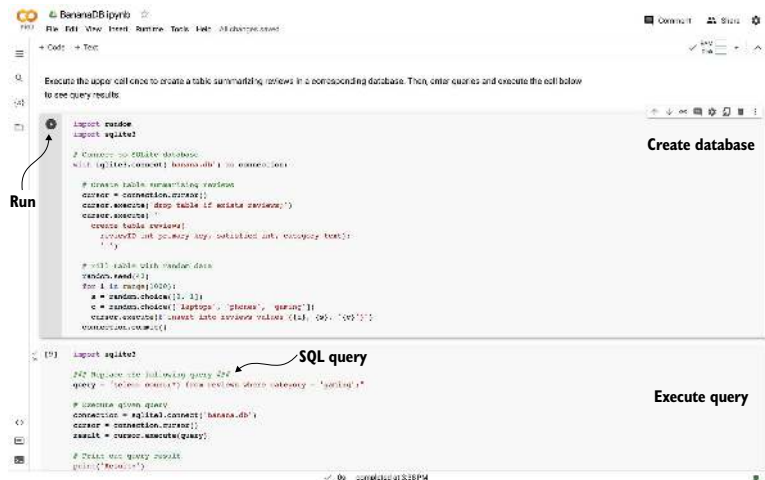 BananaDB.ipynb
File Edit View Insert Runtime Tools Help All changes saved
Comment Share
+ Code + Text
RAM
Disk
Execute the upper cell once to create a table summarizing reviews in a corresponding database. Then, enter queries and execute the cell below
to see query results.
Create database
Run
import random
import sqlite3
# Connect to SQLite database
with sqlite3.connect('banana.db') as connection:
# Create table summarizing reviews
cursor = connection.cursor()
cursor.execute('drop table if exists reviews;')
cursor.execute('''
create table reviews(
reviewID int primary key, satisfied int, category text);
''')
# Fill table with random data
random.seed(42)
for i in range(1000):
s = random.choice([0, 1])
c = random.choice(['laptops', 'phones', 'gaming'])
cursor.execute(f"insert into reviews values ({i}, {s}, '{c}')")
connection.commit()
[9]
import sqlite3
SQL query
### Replace the following query ###
query = "select count(*) from reviews where category = 'gaming';"
Execute query
# Execute given query
connection = sqlite3.connect('banana.db')
cursor = connection.cursor()
result = cursor.execute(query)
# Print out query result
print('Result:')
0s completed at 3:38 PM